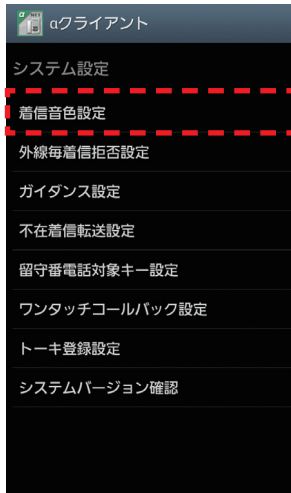 αクライアント
システム設定
着信音色設定
外線毎着信拒否設定
ガイダンス設定
不在着信転送設定
留守番電話対象キー設定
ワンタッチコールバック設定
トーキ登録設定
システムバージョン確認